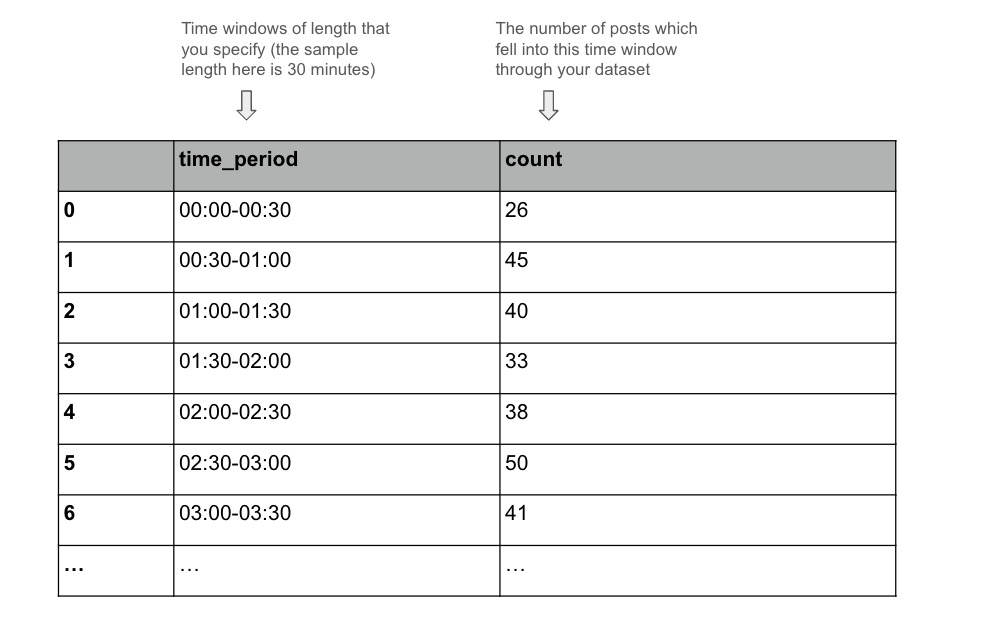 Time windows of length that
you specify (the sample
length here is 30 minutes)
The number of posts which
fell into this time window
through your dataset
time_period count
0 00:00-00:30 26
1 00:30-01:00 45
2 01:00-01:30 40
3 01:30-02:00 33
4 02:00-02:30 38
5 02:30-03:00 50
6 03:00-03:30 41
… … …